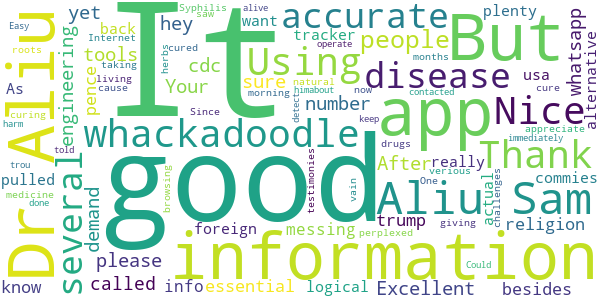 It
good
But
app
information
Dr Aliu
Aliu
Sam
Thank
Nice
Using
disease
whackadoodle
accurate
several
people
tools
cdc
hey
yet
back
want
tracker
plenty
whatsapp
alternative
engineering
pence
Your
sure
number
usa
As
After
really
actual
commies
religion
pulled
demand
please
called
know
info
foreign
trump
messing
giving
essential
logical
Excellent
besides
Syphilis
saw
alive
Easy
Internet
cured
operate
roots
taking
herbs
months
cause
living
natural
himabout
now
curing
Since
morning
detect
contacted
cure
harm
told
drugs
keep
appreciate
trou
testimonies
One
verious
immediately
medicine
vain
challenges
done
browsing
perplexed
Could